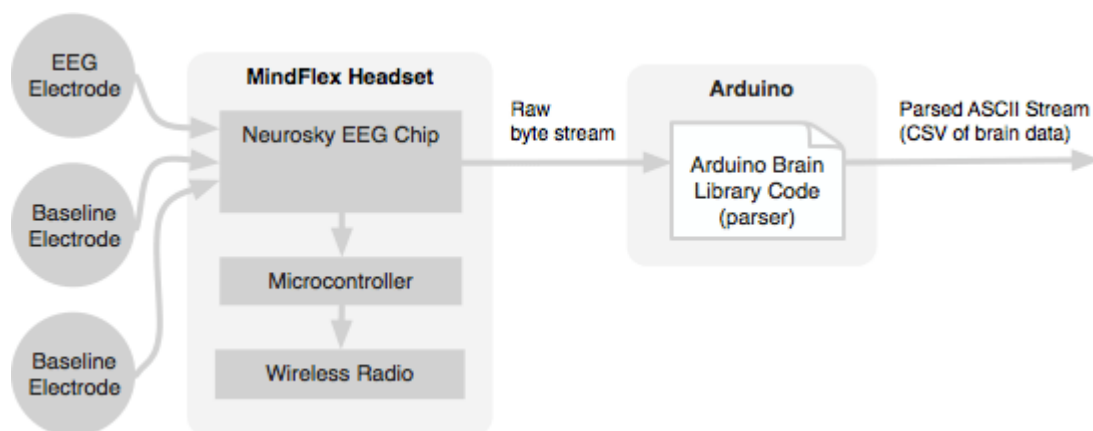 EEG
Electrode
Baseline
Electrode
Baseline
Electrode
MindFlex Headset
Neurosky EEG Chip
Microcontroller
Wireless Radio
Raw
byte stream
Arduino
Arduino Brain
Library Code
(parser)
Parsed ASCII Stream
(CSV of brain data)